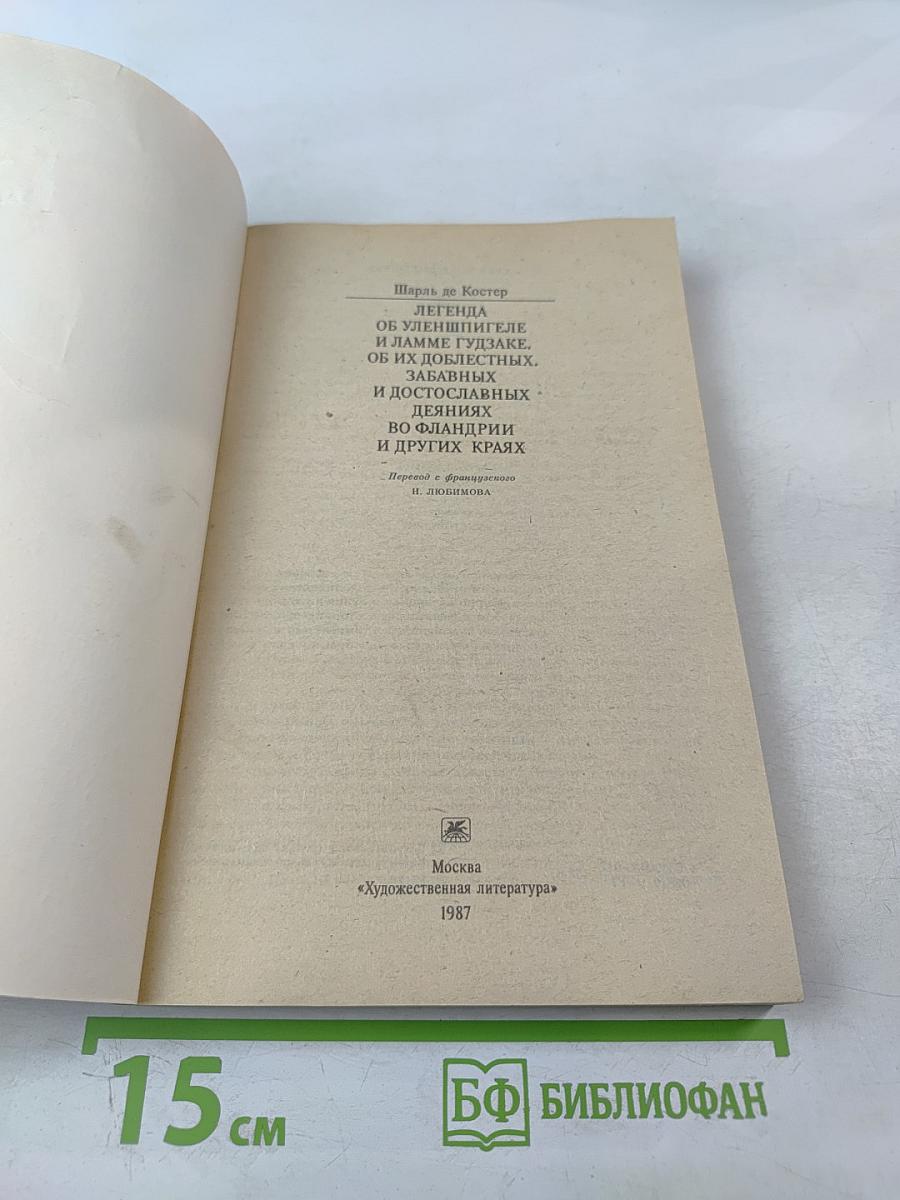 Шарль де Костер
ЛЕГЕНДА
ОБ УЛЕНШПИГЕЛЕ
И ЛАММЕ ГУДЗАКЕ,
ОБ ИХ ДОБЛЕСТНЫХ,
ЗАБАВНЫХ
И ДОСТОСЛАВНЫХ
ДЕЯНИЯХ
ВО ФЛАНДРИИ
И ДРУГИХ КРАЯХ
Перевод с французского
Н. ЛЮБИМОВА
Москва
«Художественная литература»
1987
15 см
БФ БИБЛИОФАН